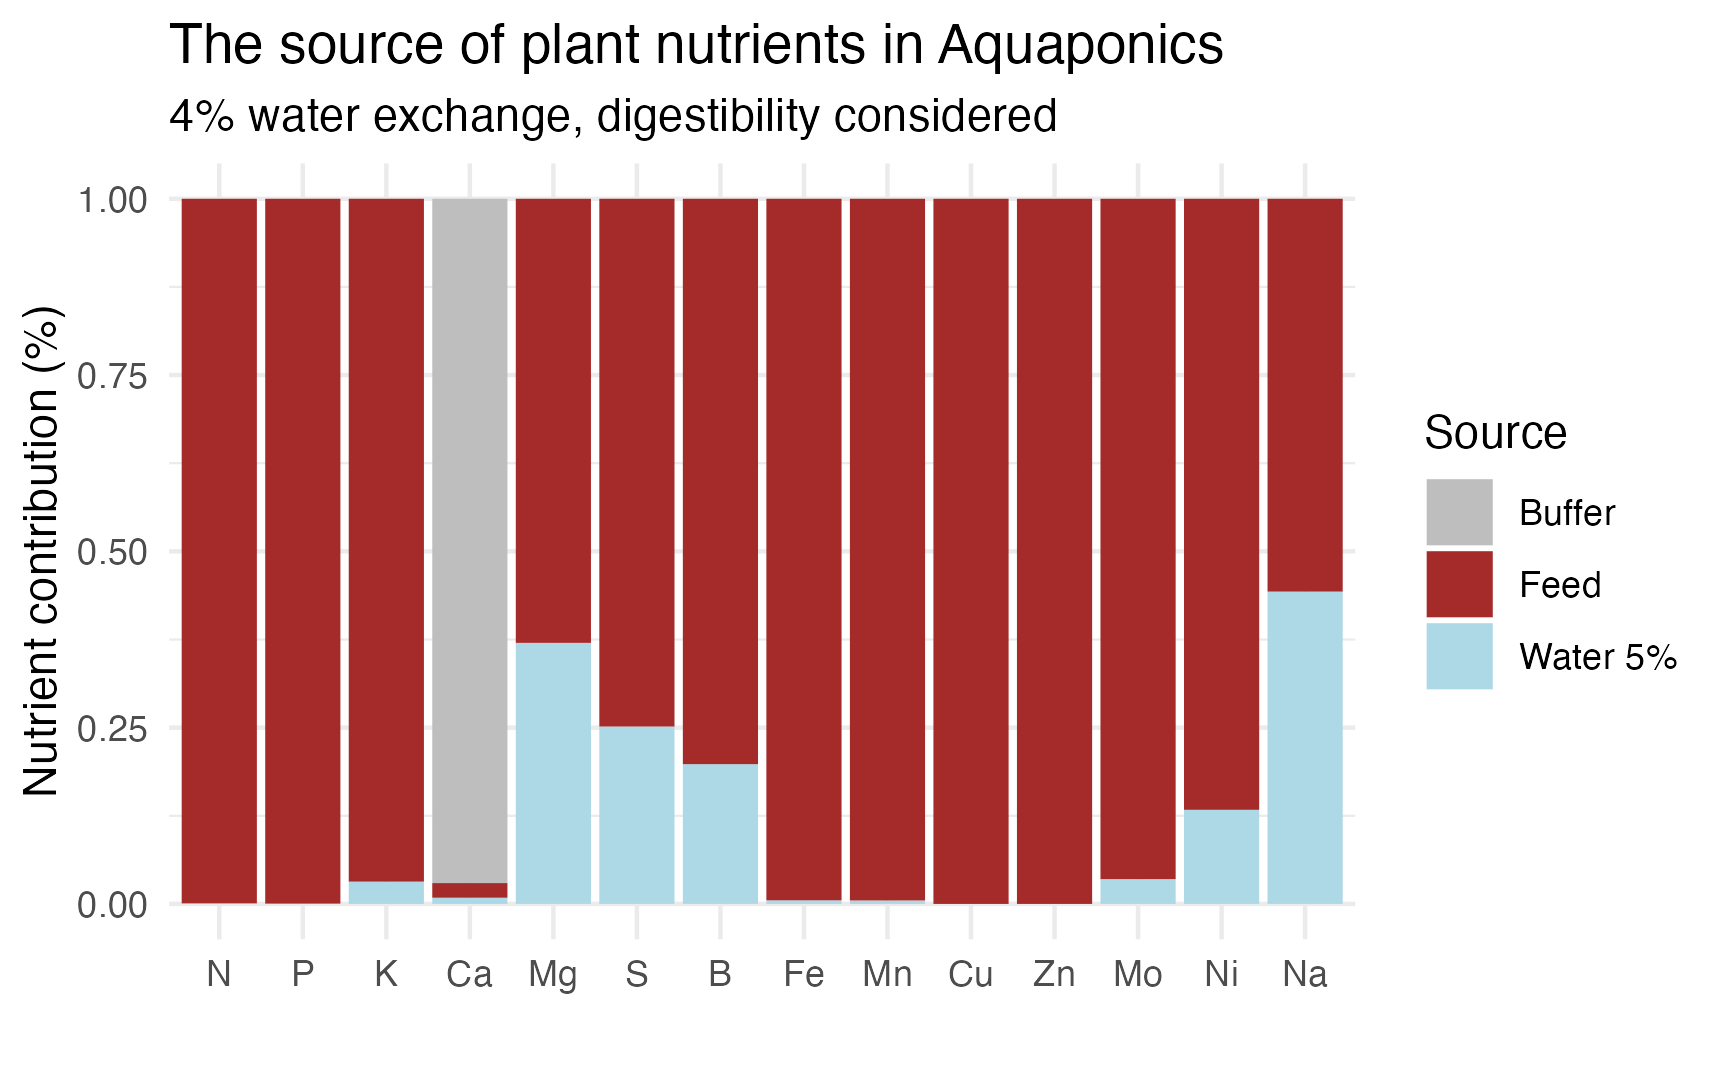 The source of plant nutrients in Aquaponics
4% water exchange, digestibility considered
Nutrient contribution (%)
1.00
0.75
0.50
0.25
0.00
N P K Ca Mg S B Fe Mn Cu Zn Mo Ni Na
Source
Buffer
Feed
Water 5%